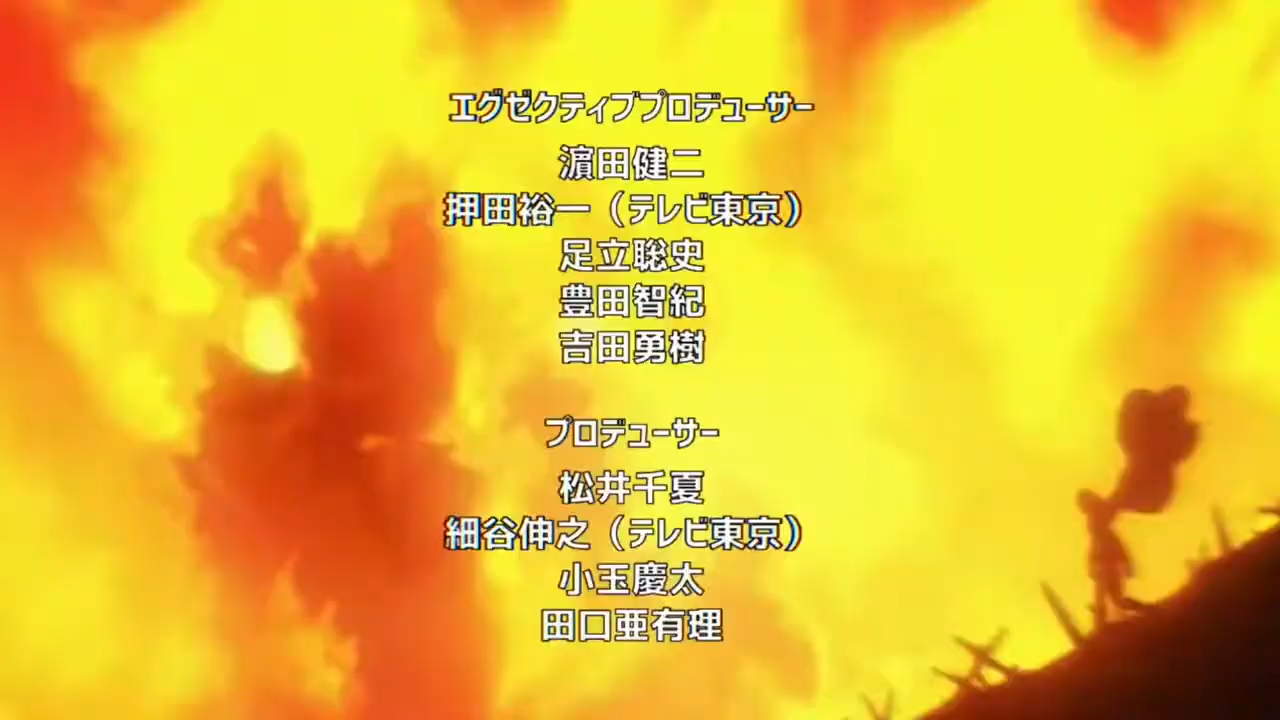 エグゼクティブプロデューサー
濵田健二
押田裕一（テレビ東京）
足立聡史
豊田智紀
吉田勇樹
プロデューサー
松井千夏
細谷伸之（テレビ東京）
小玉慶太
田口亜有理